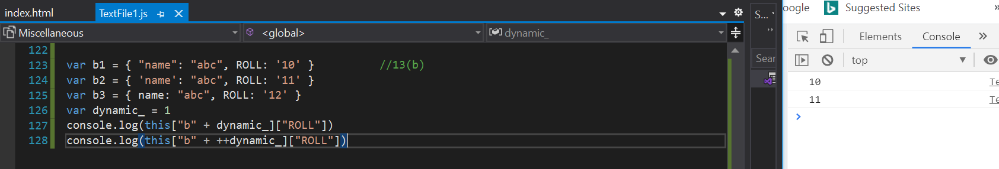 index.html
TextFile1.js
S...
oogle
Suggested Sites
»
Miscellaneous
<global>
dynamic_
Elements
Console
»
Sear
top
122
123 var b1 = { "name": "abc", ROLL: '10' } //13(b)
124 var b2 = { 'name': "abc", ROLL: '11' }
125 var b3 = { name: "abc", ROLL: '12' }
126 var dynamic_ = 1
127 console.log(this["b" + dynamic_]["ROLL"])
128 console.log(this["b" + ++dynamic_]["ROLL"])
10 Te
11 Te
>